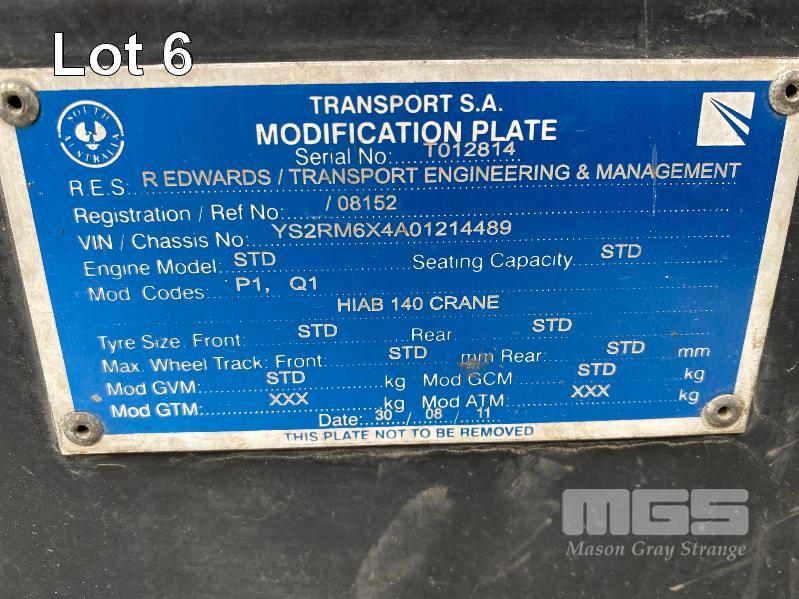 Lot 6
SOUTH AUSTRALIA
TRANSPORT S.A.
MODIFICATION PLATE
Serial No: T012814
R.E.S: R EDWARDS / TRANSPORT ENGINEERING & MANAGEMENT
Registration / Ref No: / 08152
VIN / Chassis No: YS2RM6X4A01214489
Engine Model: STD Seating Capacity STD
Mod Codes: P1, Q1
HIAB 140 CRANE
Tyre Size: Front: STD Rear STD
Max. Wheel Track: Front: STD mm Rear: STD mm
Mod GVM: STD kg Mod GCM: STD kg
Mod GTM: XXX kg Mod ATM: XXX kg
Date: 30 / 08 / 11
THIS PLATE NOT TO BE REMOVED
MGS
Mason Gray Strange